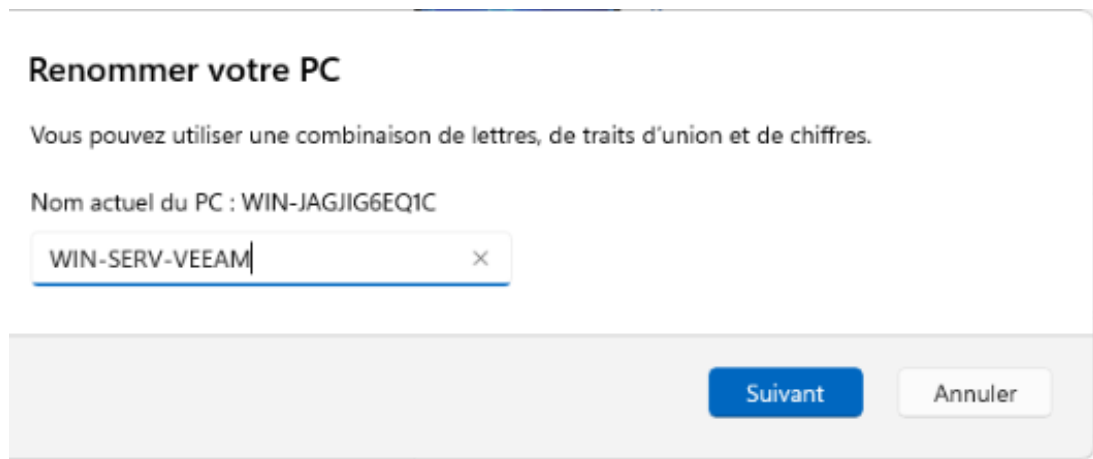 Renommer votre PC
Vous pouvez utiliser une combinaison de lettres, de traits d'union et de chiffres.
Nom actuel du PC : WIN-JAGJIG6EQ1C
WIN-SERV-VEEAM
Suivant
Annuler